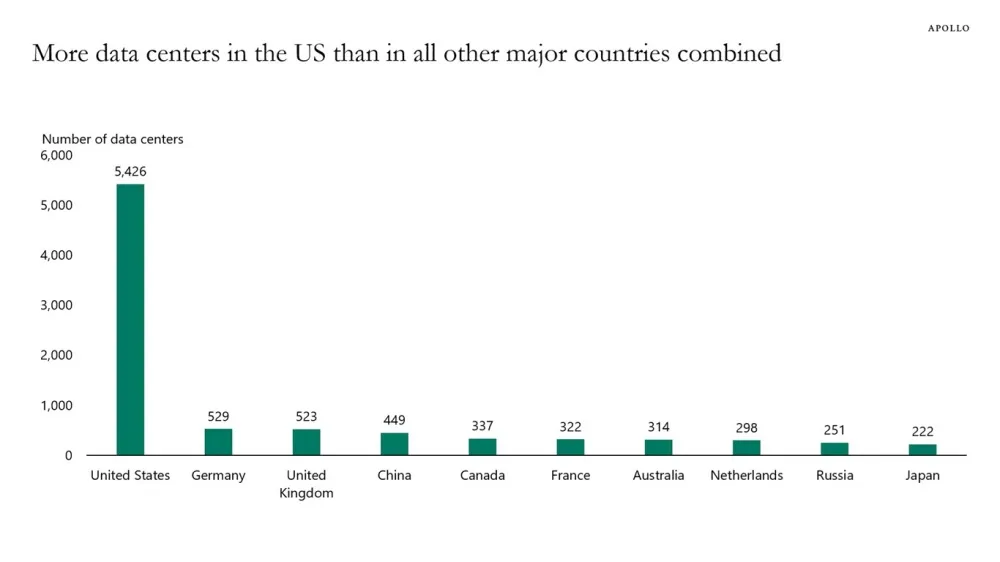 APOLLO
More data centers in the US than in all other major countries combined
Number of data centers
6,000
5,000
4,000
3,000
2,000
1,000
0
5,426
529
523
449
337
322
314
298
251
222
United States
Germany
United
Kingdom
China
Canada
France
Australia
Netherlands
Russia
Japan